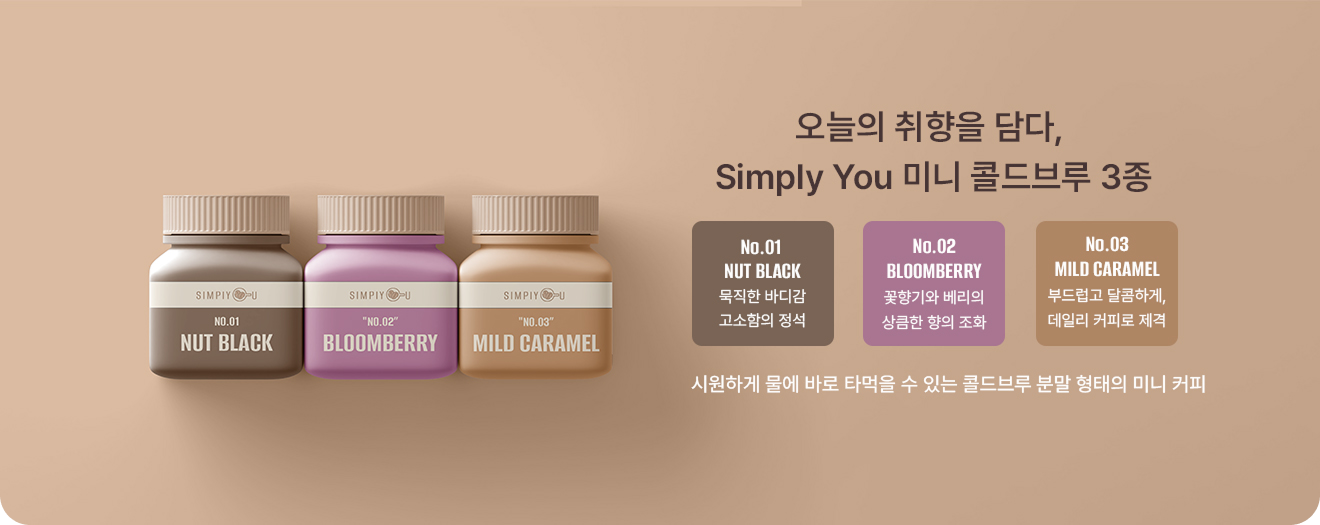 오늘의 취향을 담다,
Simply You 미니 콜드브루 3종
SIMPIY U
NO.01
NUT BLACK
SIMPIY U
"NO.02"
BLOOMBERRY
SIMPIY U
"NO.03"
MILD CARAMEL
No.01
NUT BLACK
묵직한 바디감
고소함의 정석
No.02
BLOOMBERRY
꽃향기와 베리의
상큼한 향의 조화
No.03
MILD CARAMEL
부드럽고 달콤하게,
데일리 커피로 제격
시원하게 물에 바로 타먹을 수 있는 콜드브루 분말 형태의 미니 커피